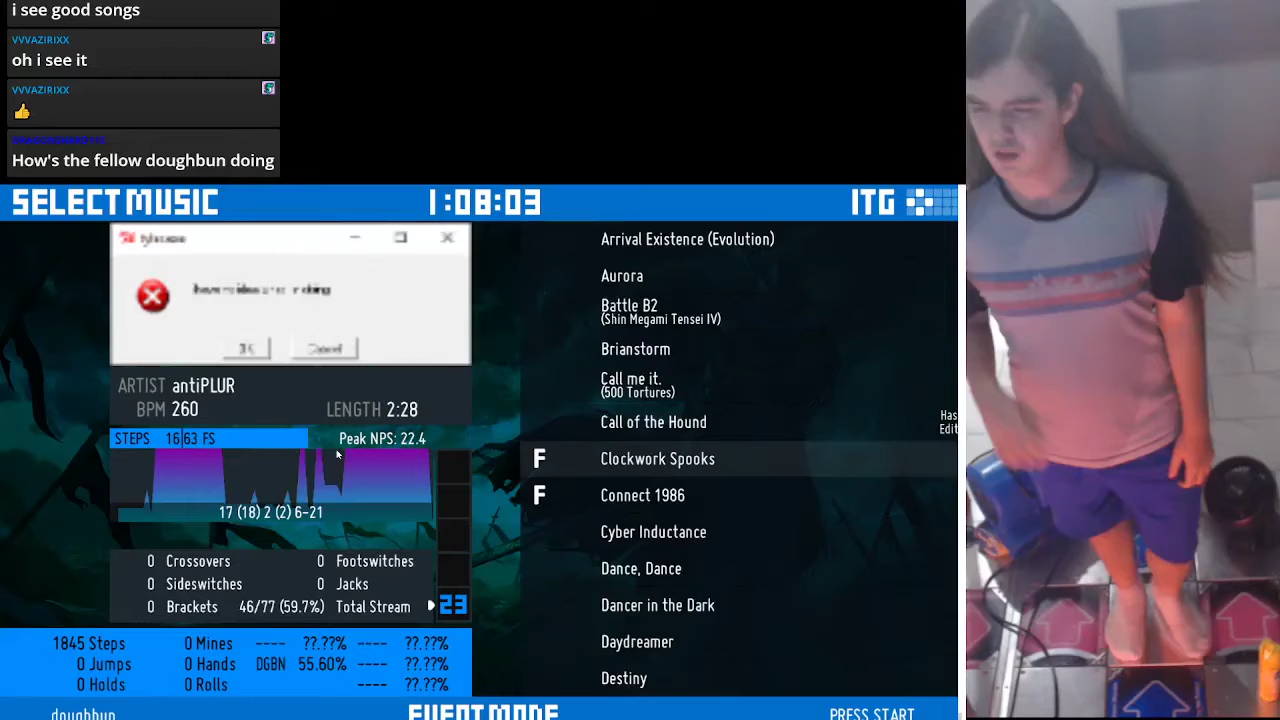 i see good songs
VVVAZIRIXX
oh i see it
VVVAZIRIXX
👍
How's the fellow doughbun doing
SELECT MUSIC
1:08:03
ITG
ARTIST antiPLUR
BPM 260
LENGTH 2:28
STEPS 16 63 FS
Peak NPS: 22.4
17 (18) 2 (2) 6-21
0 Crossovers
0 Footswitches
0 Sideswitches
0 Jacks
0 Brackets
46/77 (59.7%) Total Stream
23
1845 Steps
0 Mines
---- ??.??%
---- ??.??%
0 Jumps
0 Hands
DGBN 55.60%
---- ??.??%
0 Holds
0 Rolls
---- ??.??%
Arrival Existence (Evolution)
Aurora
Battle B2
(Shin Megami Tensei IV)
Brianstorm
Call me it.
(500 Tortures)
Call of the Hound
Has
Edit
F Clockwork Spooks
F Connect 1986
Cyber Inductance
Dance, Dance
Dancer in the Dark
Daydreamer
Destiny
doughbun
EVENT MODE
PRESS START